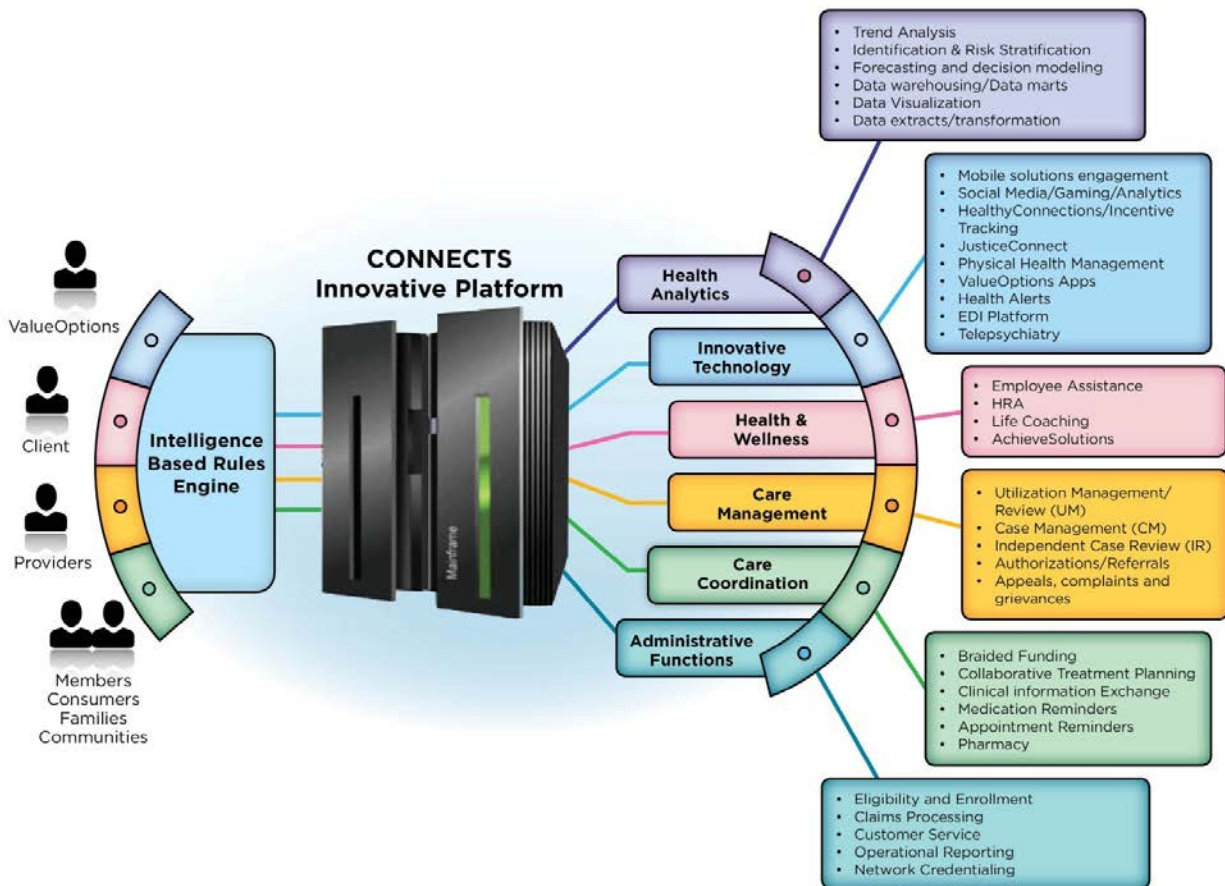 ValueOptions
Client
Providers
Members
Consumers
Families
Communities
Intelligence
Based Rules
Engine
CONNECTS
Innovative Platform
Mainframe
Health
Analytics
Innovative
Technology
Health &
Wellness
Care
Management
Care
Coordination
Administrative
Functions
• Trend Analysis
• Identification & Risk Stratification
• Forecasting and decision modeling
• Data warehousing/Data marts
• Data Visualization
• Data extracts/transformation
• Mobile solutions engagement
• Social Media/Gaming/Analytics
• HealthyConnections/Incentive
Tracking
• JusticeConnect
• Physical Health Management
• ValueOptions Apps
• Health Alerts
• EDI Platform
• Telepsychiatry
• Employee Assistance
• HRA
• Life Coaching
• AchieveSolutions
• Utilization Management/
Review (UM)
• Case Management (CM)
• Independent Case Review (IR)
• Authorizations/Referrals
• Appeals, complaints and
grievances
• Braided Funding
• Collaborative Treatment Planning
• Clinical information Exchange
• Medication Reminders
• Appointment Reminders
• Pharmacy
• Eligibility and Enrollment
• Claims Processing
• Customer Service
• Operational Reporting
• Network Credentialing